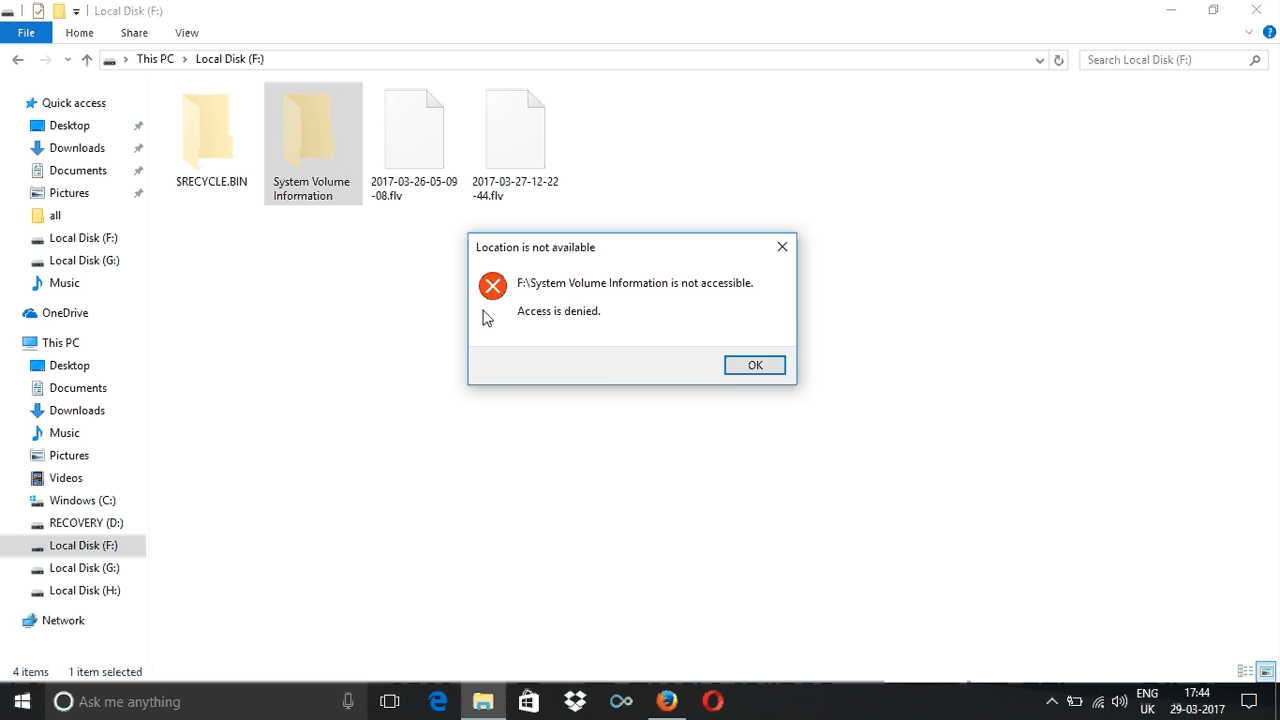 Local Disk (F:)
File Home Share View
This PC Local Disk (F:)
Search Local Disk (F:)
Quick access
Desktop
Downloads
Documents
Pictures
all
Local Disk (F:)
Local Disk (G:)
Music
OneDrive
This PC
Desktop
Documents
Downloads
Music
Pictures
Videos
Windows (C:)
RECOVERY (D:)
Local Disk (F:)
Local Disk (G:)
Local Disk (H:)
Network
$RECYCLE.BIN
System Volume
Information
2017-03-26-05-09
-08.flv
2017-03-27-12-22
-44.flv
Location is not available
F:\System Volume Information is not accessible.
Access is denied.
OK
4 items 1 item selected
Ask me anything
ENG
UK
17:44
29-03-2017